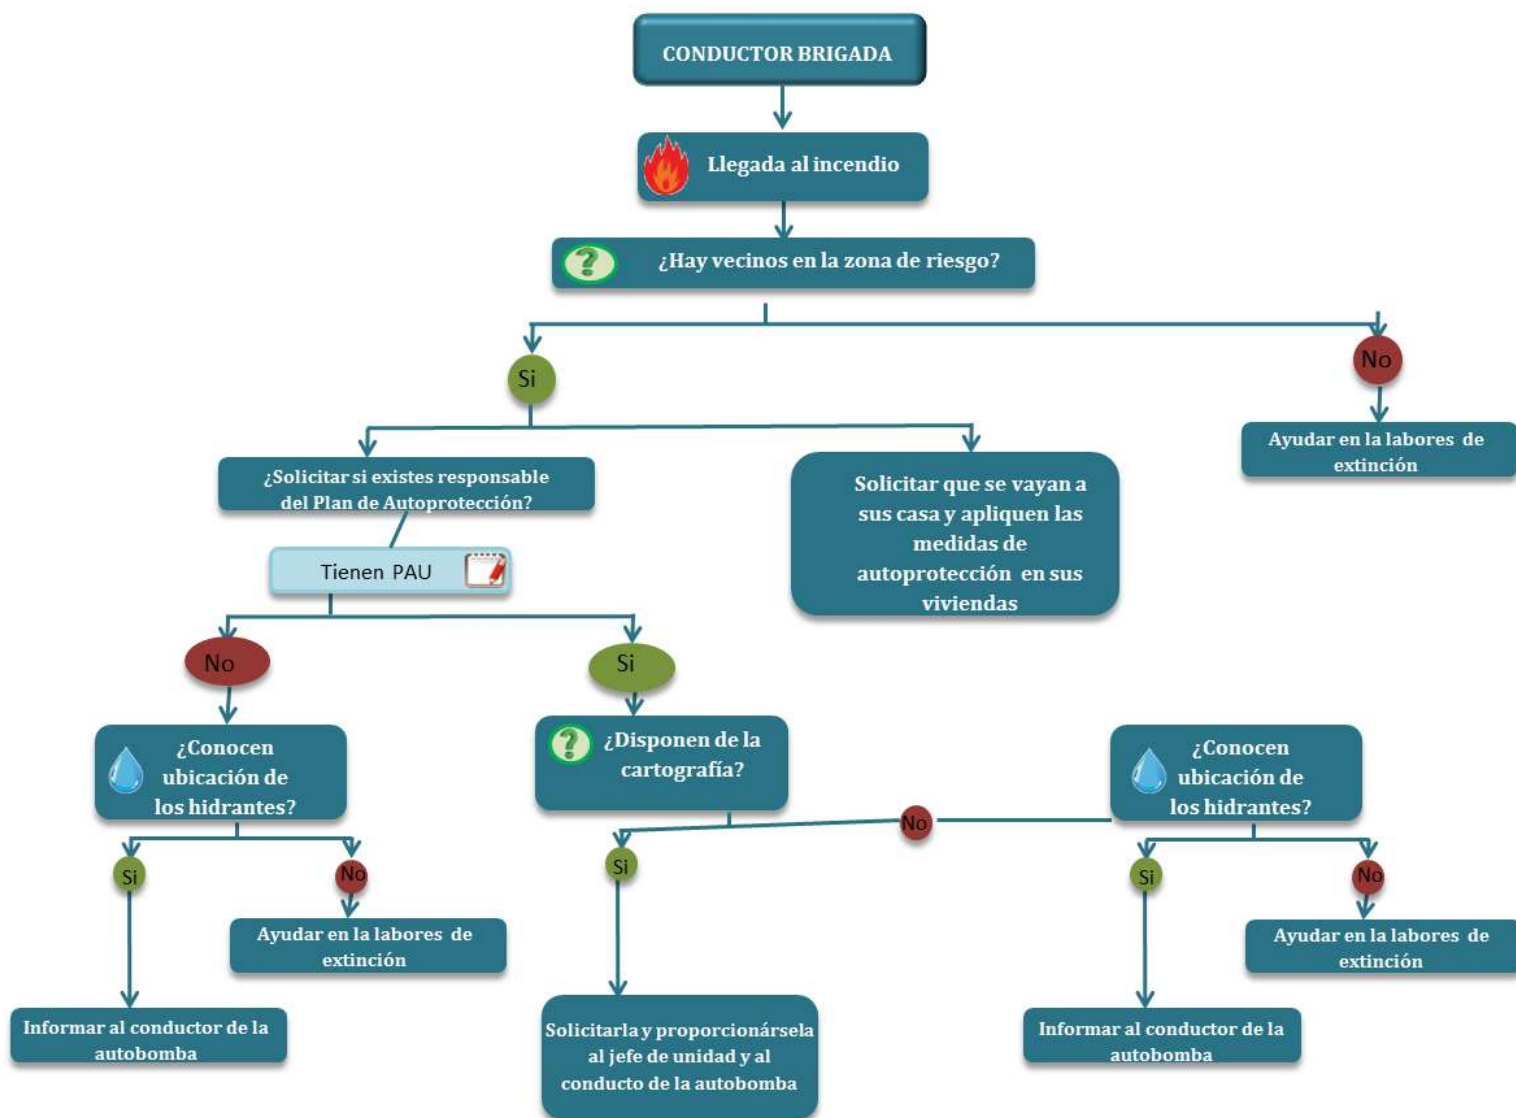 CONDUCTOR BRIGADA
Llegada al incendio
¿Hay vecinos en la zona de riesgo?
Si
No
¿Solicitar si existes responsable
del Plan de Autoprotección?
Solicitar que se vayan a
sus casa y apliquen las
medidas de
autoprotección en sus
viviendas
Ayudar en la labores de
extinción
Tienen PAU
No
Si
¿Conocen
ubicación de
los hidrantes?
¿Disponen de la
cartografía?
¿Conocen
ubicación de
los hidrantes?
Si
No
Si
No
Si
No
Ayudar en la labores de
extinción
Ayudar en la labores de
extinción
Informar al conductor de la
autobomba
Solicitarla y proporcionársela
al jefe de unidad y al
conducto de la autobomba
Informar al conductor de la
autobomba